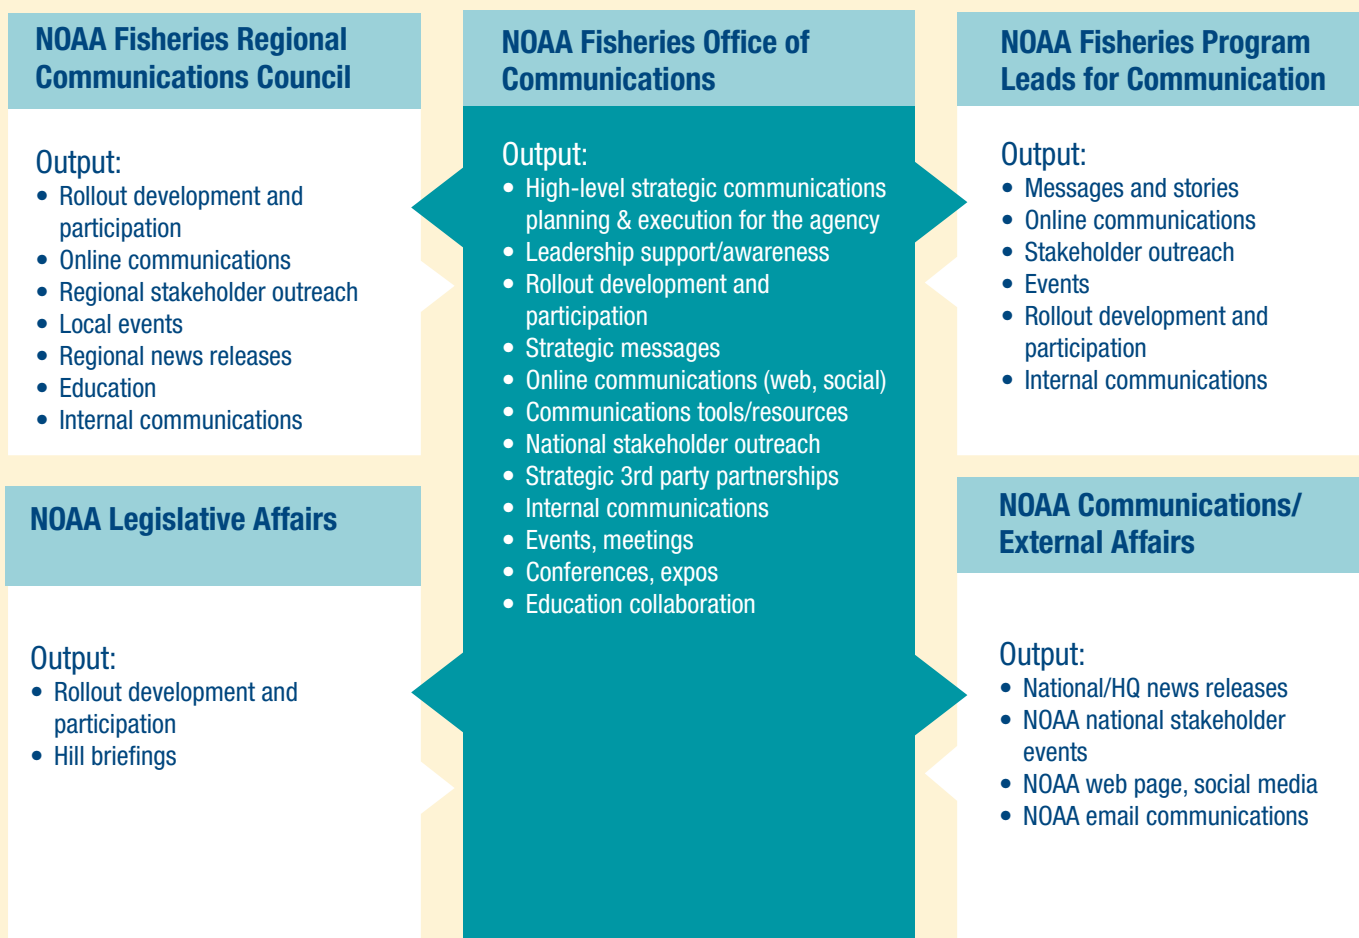 NOAA Fisheries Regional
Communications Council
Output:
• Rollout development and
participation
• Online communications
• Regional stakeholder outreach
• Local events
• Regional news releases
• Education
• Internal communications
NOAA Legislative Affairs
Output:
• Rollout development and
participation
• Hill briefings
NOAA Fisheries Office of
Communications
Output:
• High-level strategic communications
planning & execution for the agency
• Leadership support/awareness
• Rollout development and
participation
• Strategic messages
• Online communications (web, social)
• Communications tools/resources
• National stakeholder outreach
• Strategic 3rd party partnerships
• Internal communications
• Events, meetings
• Conferences, expos
• Education collaboration
NOAA Fisheries Program
Leads for Communication
Output:
• Messages and stories
• Online communications
• Stakeholder outreach
• Events
• Rollout development and
participation
• Internal communications
NOAA Communications/
External Affairs
Output:
• National/HQ news releases
• NOAA national stakeholder
events
• NOAA web page, social media
• NOAA email communications